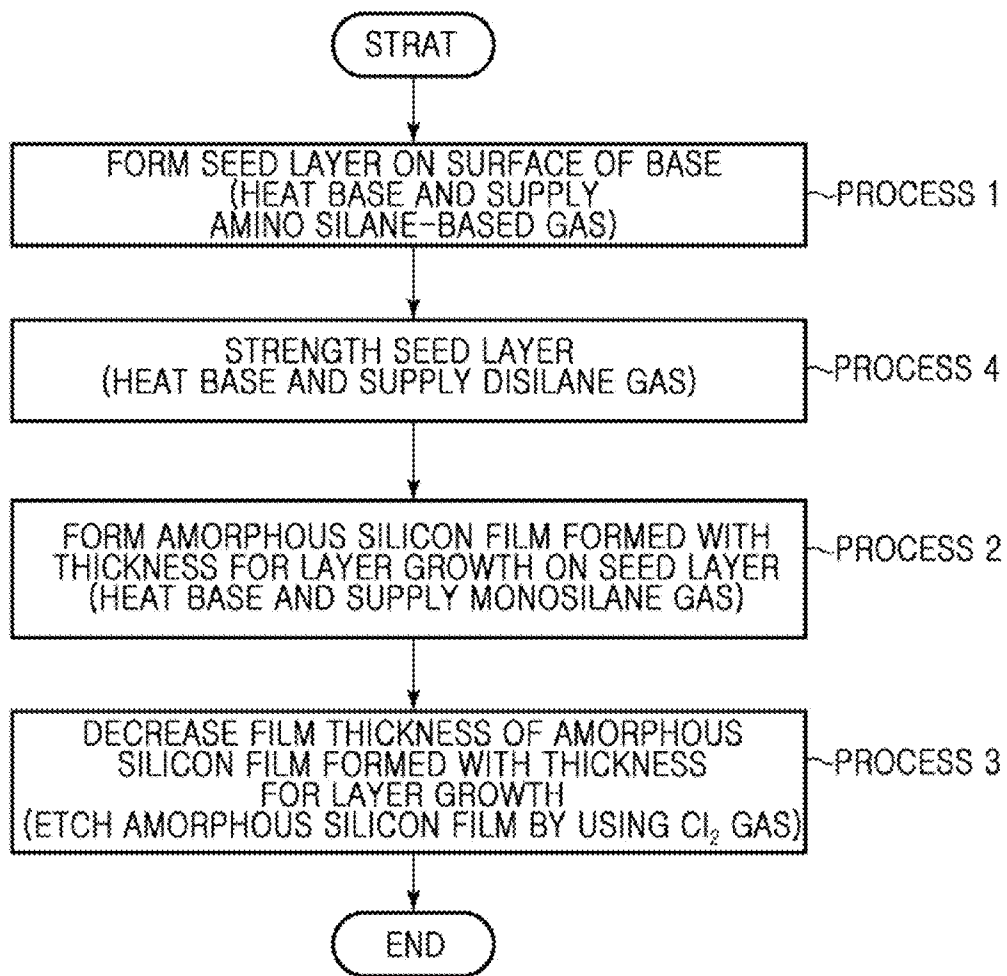 STRAT
FORM SEED LAYER ON SURFACE OF BASE
(HEAT BASE AND SUPPLY
AMINO SILANE-BASED GAS)
PROCESS 1
STRENGTH SEED LAYER
(HEAT BASE AND SUPPLY DISILANE GAS)
PROCESS 4
FORM AMORPHOUS SILICON FILM FORMED WITH
THICKNESS FOR LAYER GROWTH ON SEED LAYER
(HEAT BASE AND SUPPLY MONOSILANE GAS)
PROCESS 2
DECREASE FILM THICKNESS OF AMORPHOUS
SILICON FILM FORMED WITH THICKNESS
FOR LAYER GROWTH
(ETCH AMORPHOUS SILICON FILM BY USING Cl₂ GAS)
PROCESS 3
END